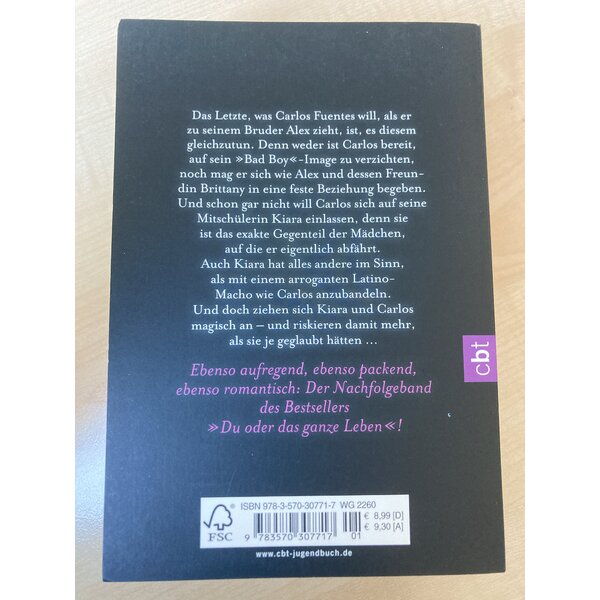 Das Letzte, was Carlos Fuentes will, als er
zu seinem Bruder Alex zieht, ist, es diesem
gleichzutun. Denn weder ist Carlos bereit,
auf sein »Bad Boy«-Image zu verzichten,
noch mag er sich wie Alex und dessen Freun-
din Brittany in eine feste Beziehung begeben.
Und schon gar nicht will Carlos sich auf seine
Mitschülerin Kiara einlassen, denn sie
ist das exakte Gegenteil der Mädchen,
auf die er eigentlich abfährt.
Auch Kiara hat alles andere im Sinn,
als mit einem arroganten Latino-
Macho wie Carlos anzubandeln.
Und doch ziehen sich Kiara und Carlos
magisch an – und riskieren damit mehr,
als sie je geglaubt hätten …
cbt
Ebenso aufregend, ebenso packend,
ebenso romantisch: Der Nachfolgeband
des Bestsellers
»Du oder das ganze Leben«!
ISBN 978-3-570-30771-7 WG 2260
€ 8,99 [D]
€ 9,30 [A]
FSC
9 783570 307717 01
www.cbt-jugendbuch.de